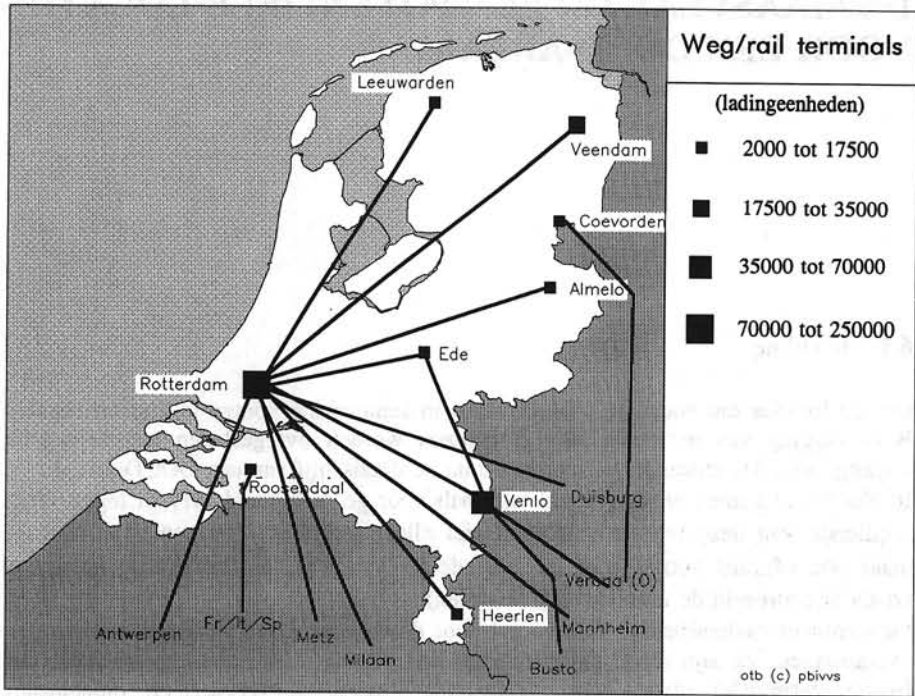 Weg/rail terminals
(ladingeenheden)
2000 tot 17500
17500 tot 35000
35000 tot 70000
70000 tot 250000
Leeuwarden
Veendam
Coevorden
Almelo
Ede
Rotterdam
Roosendaal
Venlo
Duisburg
Verona (O)
Antwerpen
Fr/It/Sp
Metz
Milaan
Heerlen
Mannheim
Busto
otb (c) pbivvs